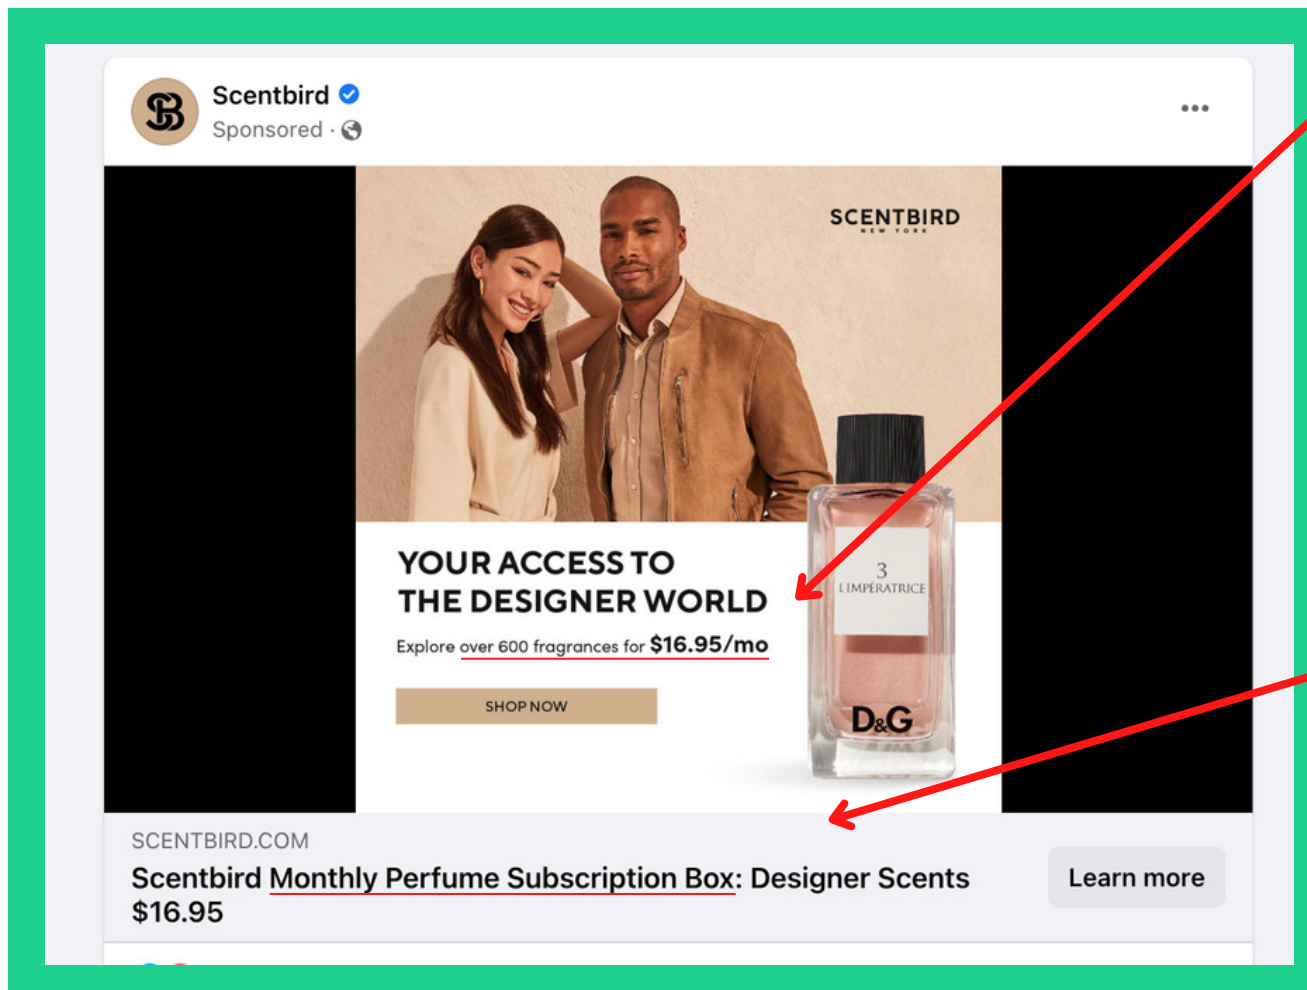 Scentbird
Sponsored ·
SCENTBIRD
NEW YORK
YOUR ACCESS TO
THE DESIGNER WORLD
Explore over 600 fragrances for $16.95/mo
SHOP NOW
3
L'IMPÉRATRICE
D&G
SCENTBIRD.COM
Scentbird Monthly Perfume Subscription Box: Designer Scents
$16.95
Learn more